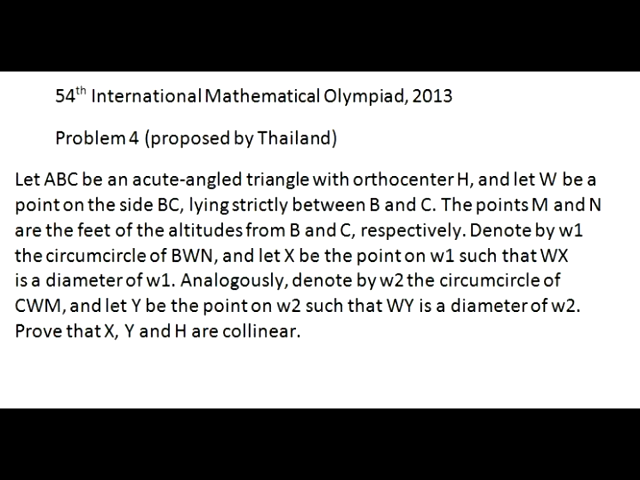 54th International Mathematical Olympiad, 2013
Problem 4 (proposed by Thailand)
Let ABC be an acute-angled triangle with orthocenter H, and let W be a
point on the side BC, lying strictly between B and C. The points M and N
are the feet of the altitudes from B and C, respectively. Denote by w1
the circumcircle of BWN, and let X be the point on w1 such that WX
is a diameter of w1. Analogously, denote by w2 the circumcircle of
CWM, and let Y be the point on w2 such that WY is a diameter of w2.
Prove that X, Y and H are collinear.